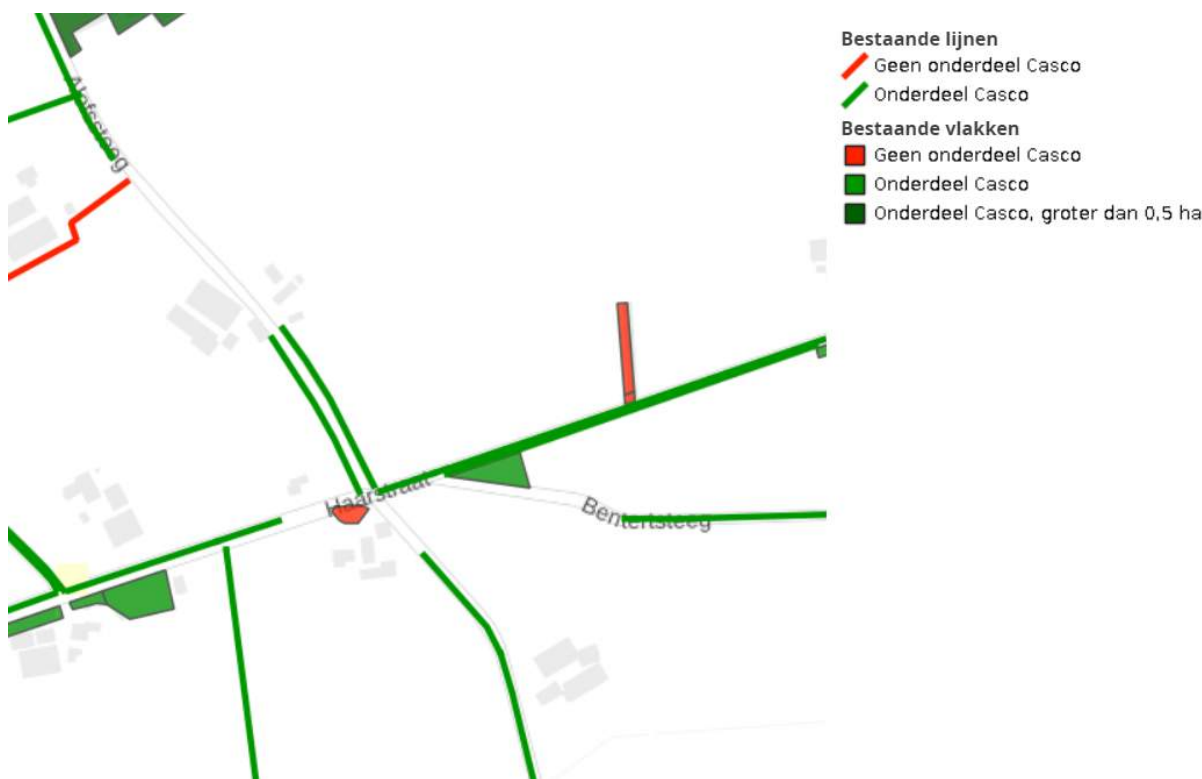 Bestaande lijnen
Geen onderdeel Casco
Onderdeel Casco
Bestaande vlakken
Geen onderdeel Casco
Onderdeel Casco
Onderdeel Casco, groter dan 0,5 ha
Haarstraat
Bentertsteeg